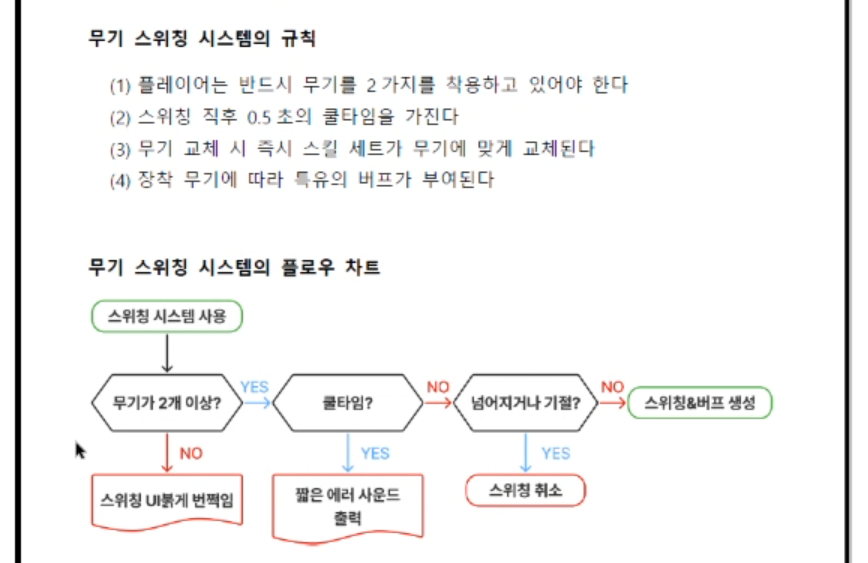 무기 스위칭 시스템의 규칙
(1) 플레이어는 반드시 무기를 2가지를 착용하고 있어야 한다
(2) 스위칭 직후 0.5초의 쿨타임을 가진다
(3) 무기 교체 시 즉시 스킬 세트가 무기에 맞게 교체된다
(4) 장착 무기에 따라 특유의 버프가 부여된다
무기 스위칭 시스템의 플로우 차트
스위칭 시스템 사용
무기가 2개 이상?
YES
쿨타임?
NO
넘어지거나 기절?
NO
스위칭&버프 생성
NO
YES
YES
스위칭 UI붉게 번쩍임
짧은 에러 사운드
출력
스위칭 취소